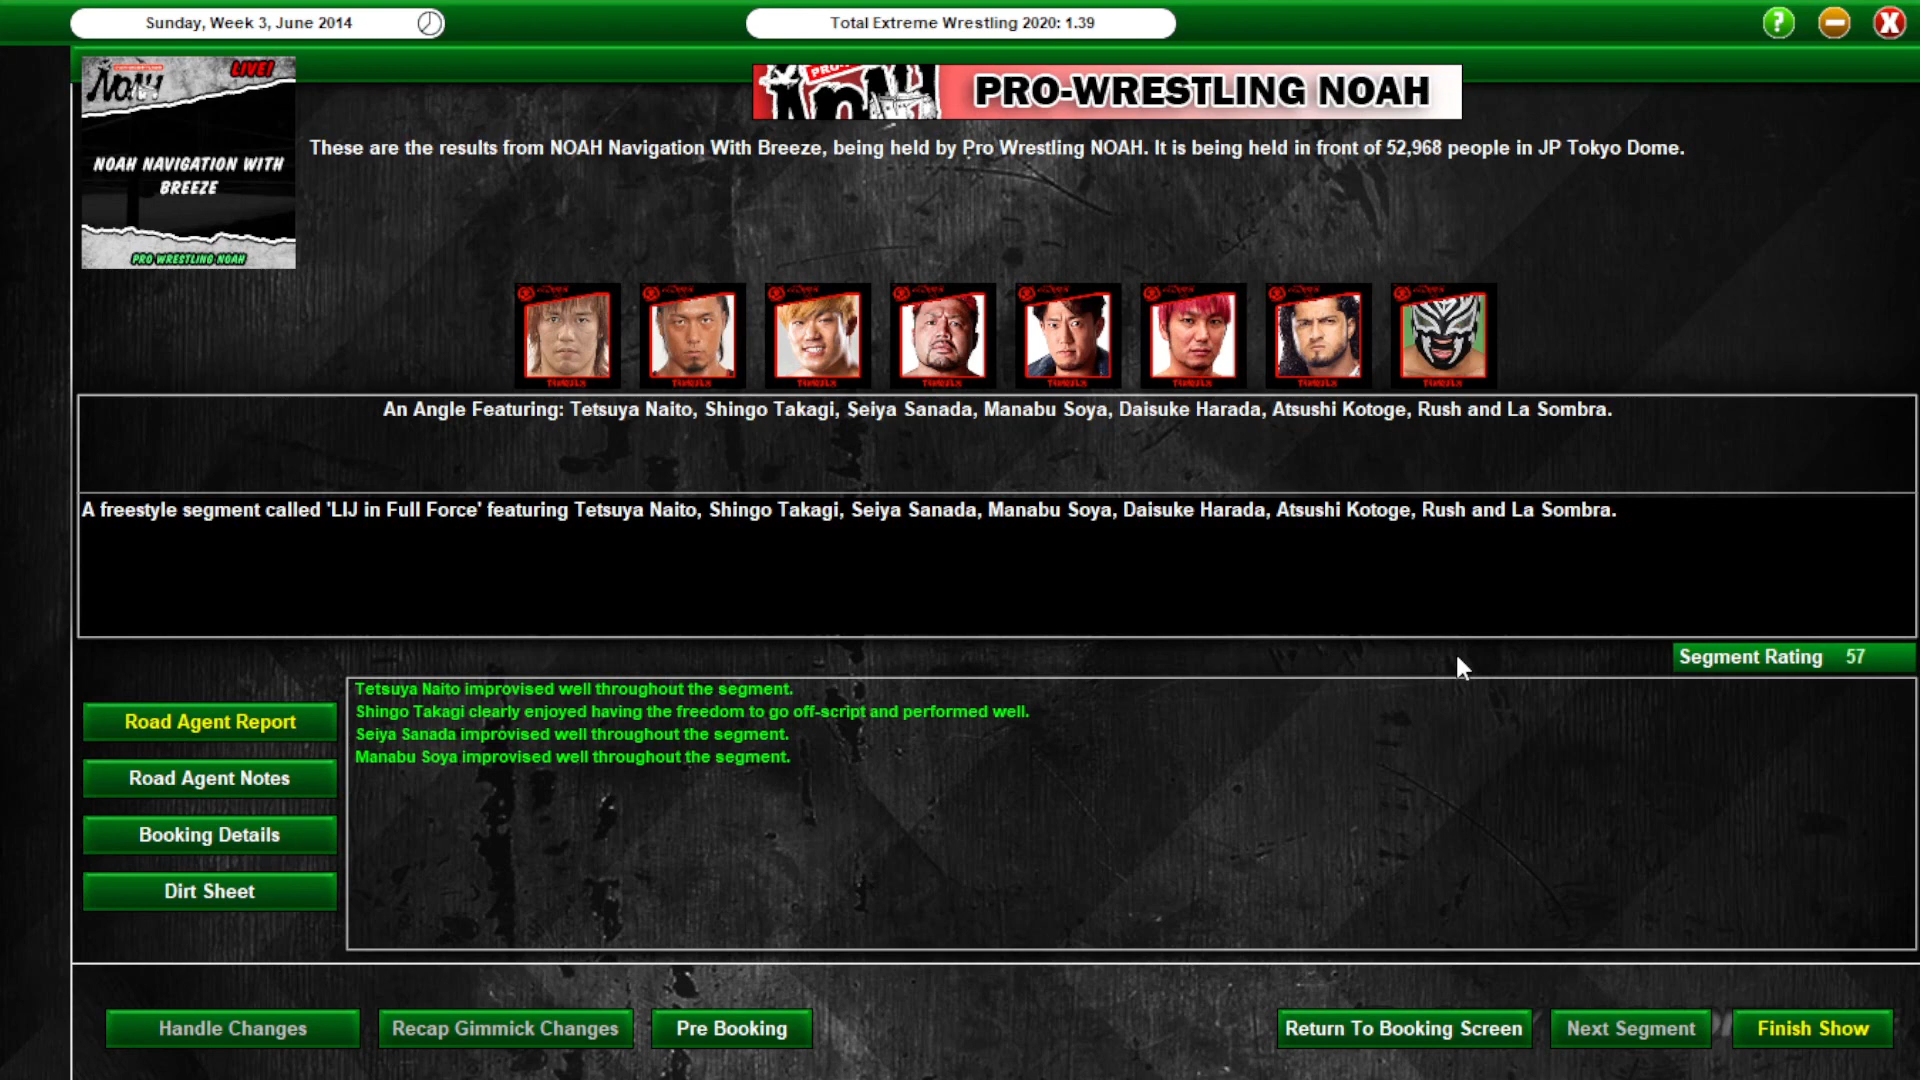 Sunday, Week 3, June 2014
Total Extreme Wrestling 2020: 1.39
NOAH
LIVE!
NOAH NAVIGATION WITH
BREEZE
PRO WRESTLING NOAH
PRO-WRESTLING NOAH
These are the results from NOAH Navigation With Breeze, being held by Pro Wrestling NOAH. It is being held in front of 52,968 people in JP Tokyo Dome.
An Angle Featuring: Tetsuya Naito, Shingo Takagi, Seiya Sanada, Manabu Soya, Daisuke Harada, Atsushi Kotoge, Rush and La Sombra.
A freestyle segment called 'LIJ in Full Force' featuring Tetsuya Naito, Shingo Takagi, Seiya Sanada, Manabu Soya, Daisuke Harada, Atsushi Kotoge, Rush and La Sombra.
Segment Rating 57
Tetsuya Naito improvised well throughout the segment.
Shingo Takagi clearly enjoyed having the freedom to go off-script and performed well.
Seiya Sanada improvised well throughout the segment.
Manabu Soya improvised well throughout the segment.
Road Agent Report
Road Agent Notes
Booking Details
Dirt Sheet
Handle Changes
Recap Gimmick Changes
Pre Booking
Return To Booking Screen
Next Segment
Finish Show